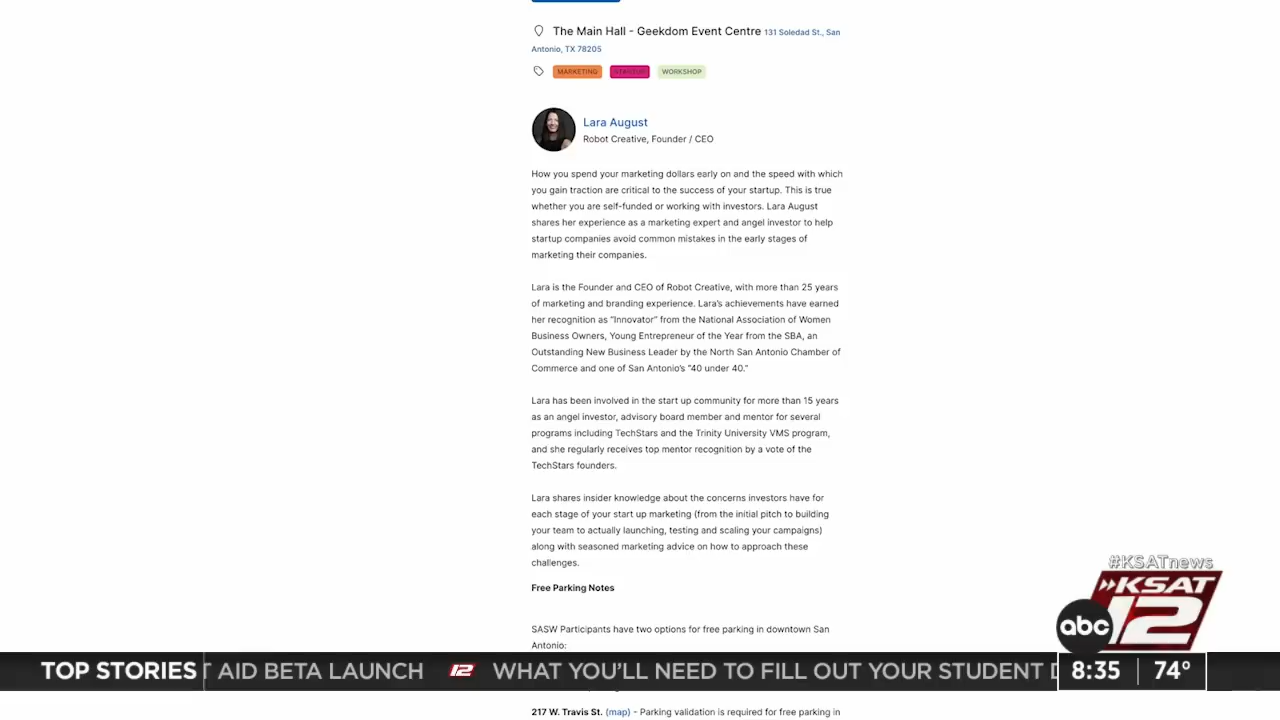 The Main Hall - Geekdom Event Centre 131 Soledad St., San
Antonio, TX 78205
MARKETING STARTUP WORKSHOP
Lara August
Robot Creative, Founder / CEO
How you spend your marketing dollars early on and the speed with which
you gain traction are critical to the success of your startup. This is true
whether you are self-funded or working with investors. Lara August
shares her experience as a marketing expert and angel investor to help
startup companies avoid common mistakes in the early stages of
marketing their companies.
Lara is the Founder and CEO of Robot Creative, with more than 25 years
of marketing and branding experience. Lara's achievements have earned
her recognition as "Innovator" from the National Association of Women
Business Owners, Young Entrepreneur of the Year from the SBA, an
Outstanding New Business Leader by the North San Antonio Chamber of
Commerce and one of San Antonio's "40 under 40."
Lara has been involved in the start up community for more than 15 years
as an angel investor, advisory board member and mentor for several
programs including TechStars and the Trinity University VMS program,
and she regularly receives top mentor recognition by a vote of the
TechStars founders.
Lara shares insider knowledge about the concerns investors have for
each stage of your start up marketing (from the initial pitch to building
your team to actually launching, testing and scaling your campaigns)
along with seasoned marketing advice on how to approach these
challenges.
Free Parking Notes
SASW Participants have two options for free parking in downtown San
Antonio:
#KSATnews
KSAT
abc 12
TOP STORIES T AID BETA LAUNCH 12 WHAT YOU'LL NEED TO FILL OUT YOUR STUDENT 8:35 74°
217 W. Travis St. (map) - Parking validation is required for free parking in